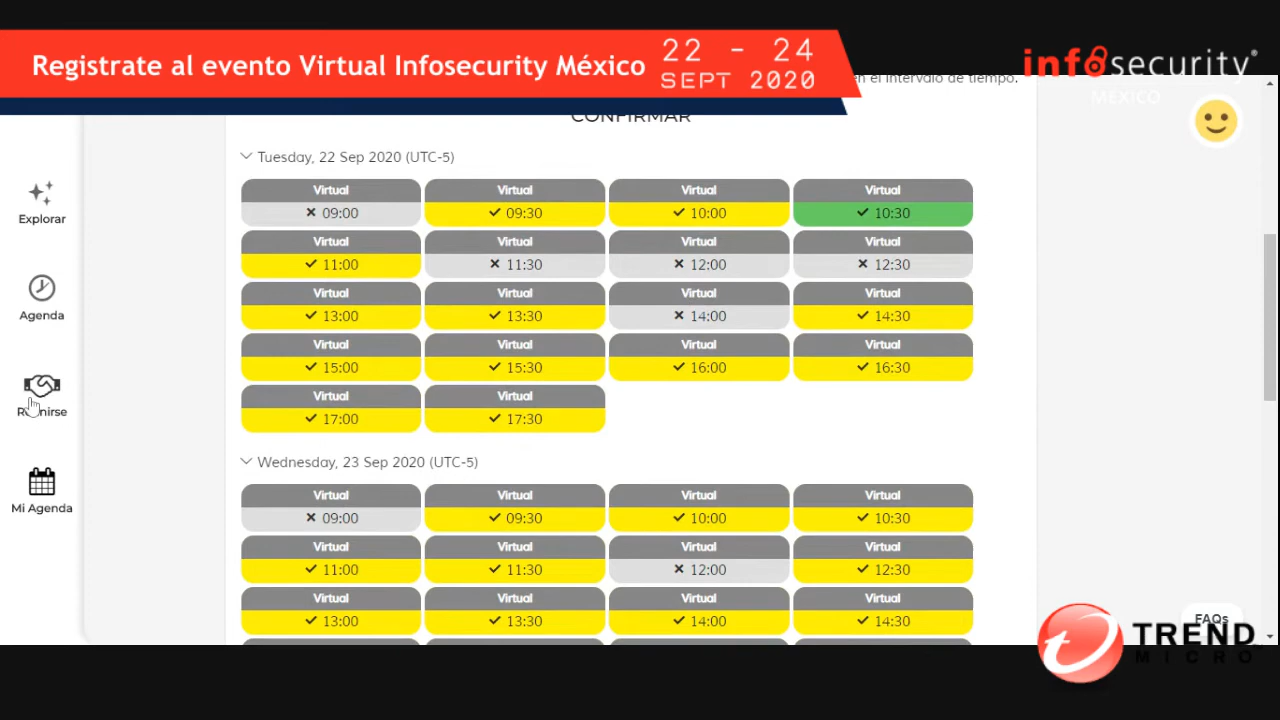 Registrate al evento Virtual Infosecurity México
22 - 24
SEPT 2020
infosecurity®
MÉXICO
en el intervalo de tiempo.
CONFIRMAR
Tuesday, 22 Sep 2020 (UTC-5)
Virtual Virtual Virtual Virtual
✕ 09:00 ✓ 09:30 ✓ 10:00 ✓ 10:30
Virtual Virtual Virtual Virtual
✓ 11:00 ✕ 11:30 ✕ 12:00 ✕ 12:30
Virtual Virtual Virtual Virtual
✓ 13:00 ✓ 13:30 ✕ 14:00 ✓ 14:30
Virtual Virtual Virtual Virtual
✓ 15:00 ✓ 15:30 ✓ 16:00 ✓ 16:30
Virtual Virtual
✓ 17:00 ✓ 17:30
Wednesday, 23 Sep 2020 (UTC-5)
Virtual Virtual Virtual Virtual
✕ 09:00 ✓ 09:30 ✓ 10:00 ✓ 10:30
Virtual Virtual Virtual Virtual
✓ 11:00 ✓ 11:30 ✕ 12:00 ✓ 12:30
Virtual Virtual Virtual Virtual
✓ 13:00 ✓ 13:30 ✓ 14:00 ✓ 14:30
Explorar
Agenda
Reunirse
Mi Agenda
FAQs
TREND
MICRO